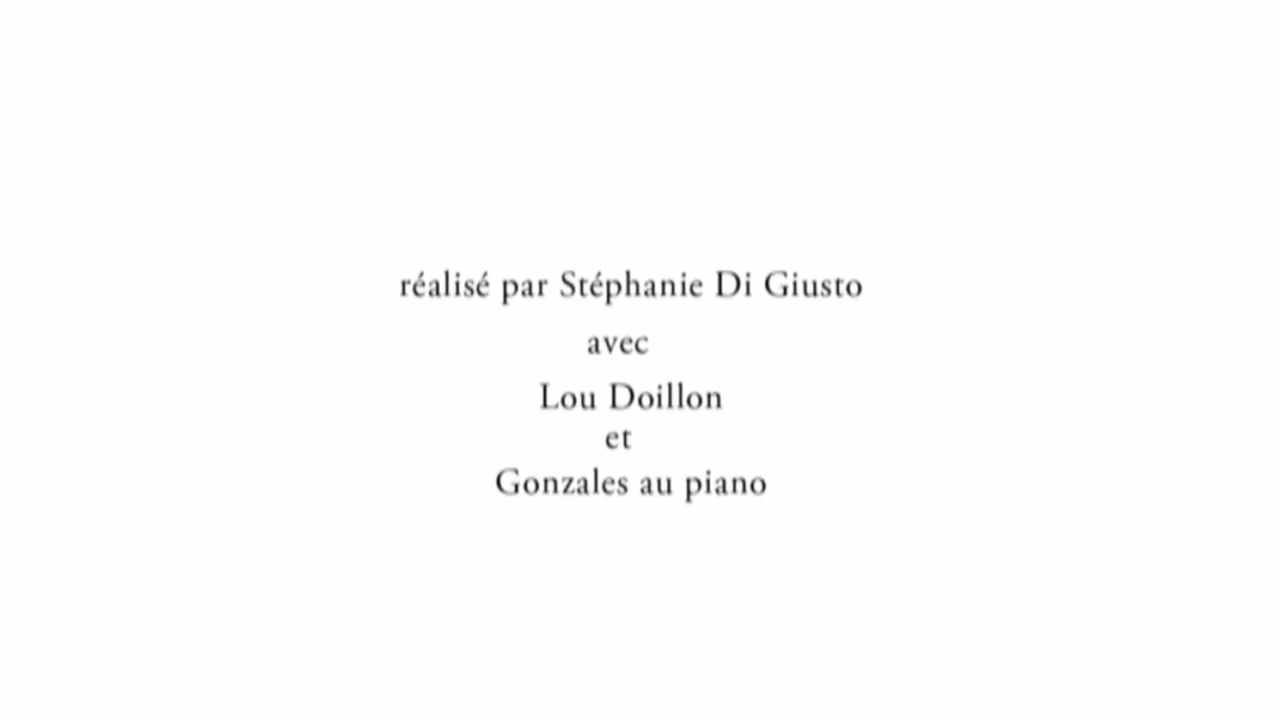 réalisé par Stéphanie Di Giusto
avec
Lou Doillon
et
Gonzales au piano